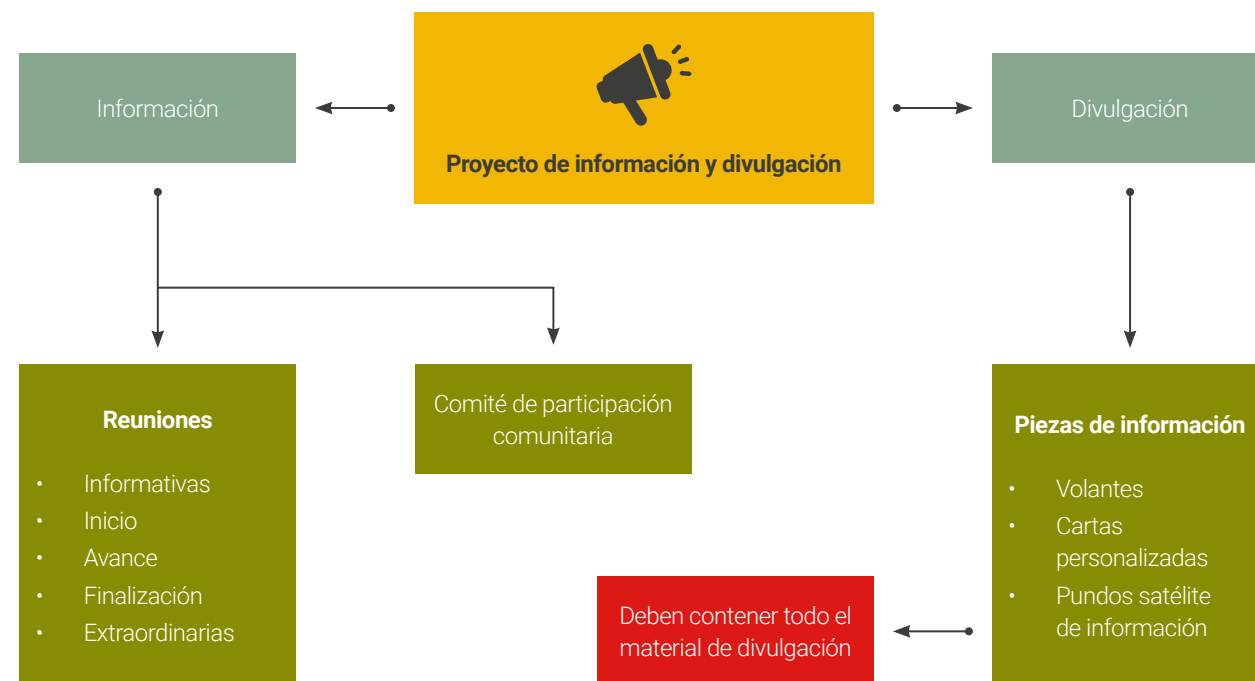 Información
Proyecto de información y divulgación
Divulgación
Reuniones
• Informativas
• Inicio
• Avance
• Finalización
• Extraordinarias
Comité de participación
comunitaria
Piezas de información
• Volantes
• Cartas
personalizadas
• Pundos satélite
de información
Deben contener todo el
material de divulgación